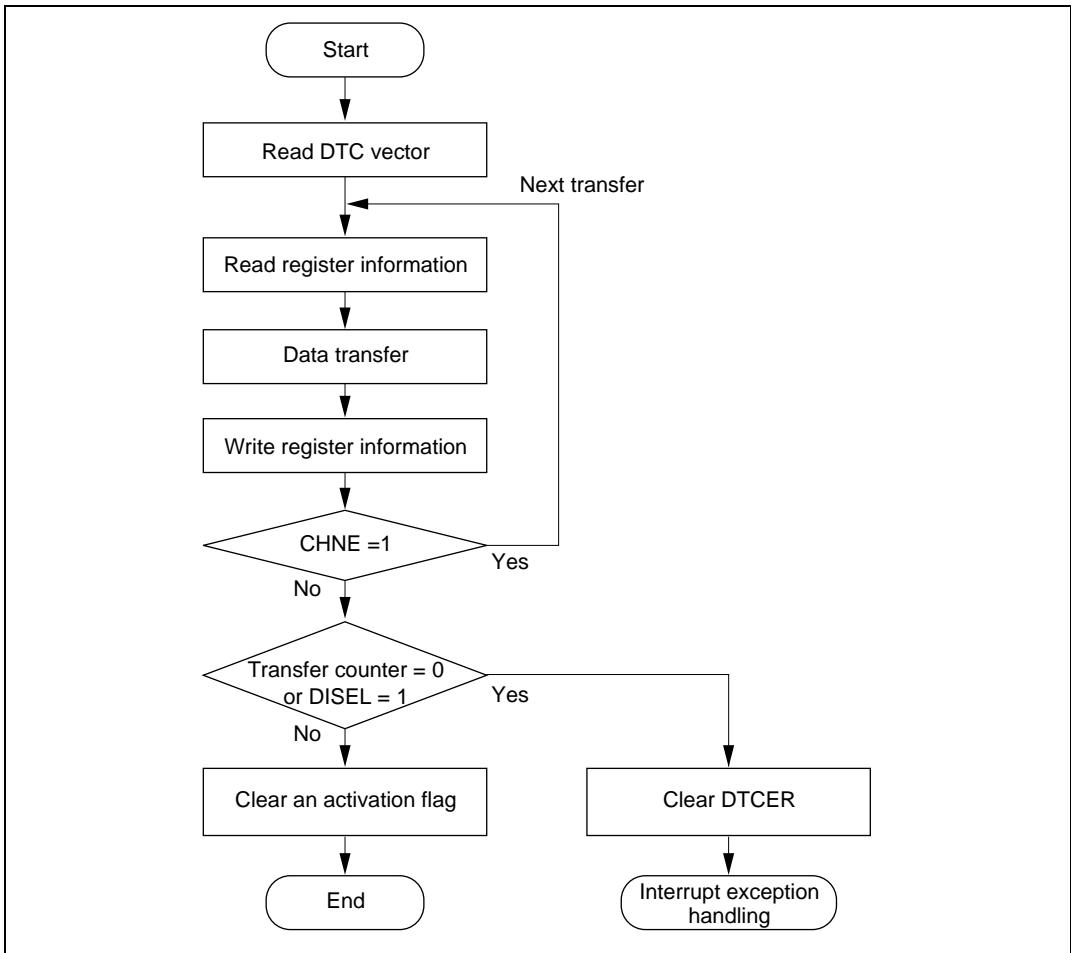 Start
Read DTC vector
Next transfer
Read register information
Data transfer
Write register information
CHNE =1
Yes
No
Transfer counter = 0
or DISEL = 1
Yes
No
Clear an activation flag
Clear DTCER
End
Interrupt exception
handling